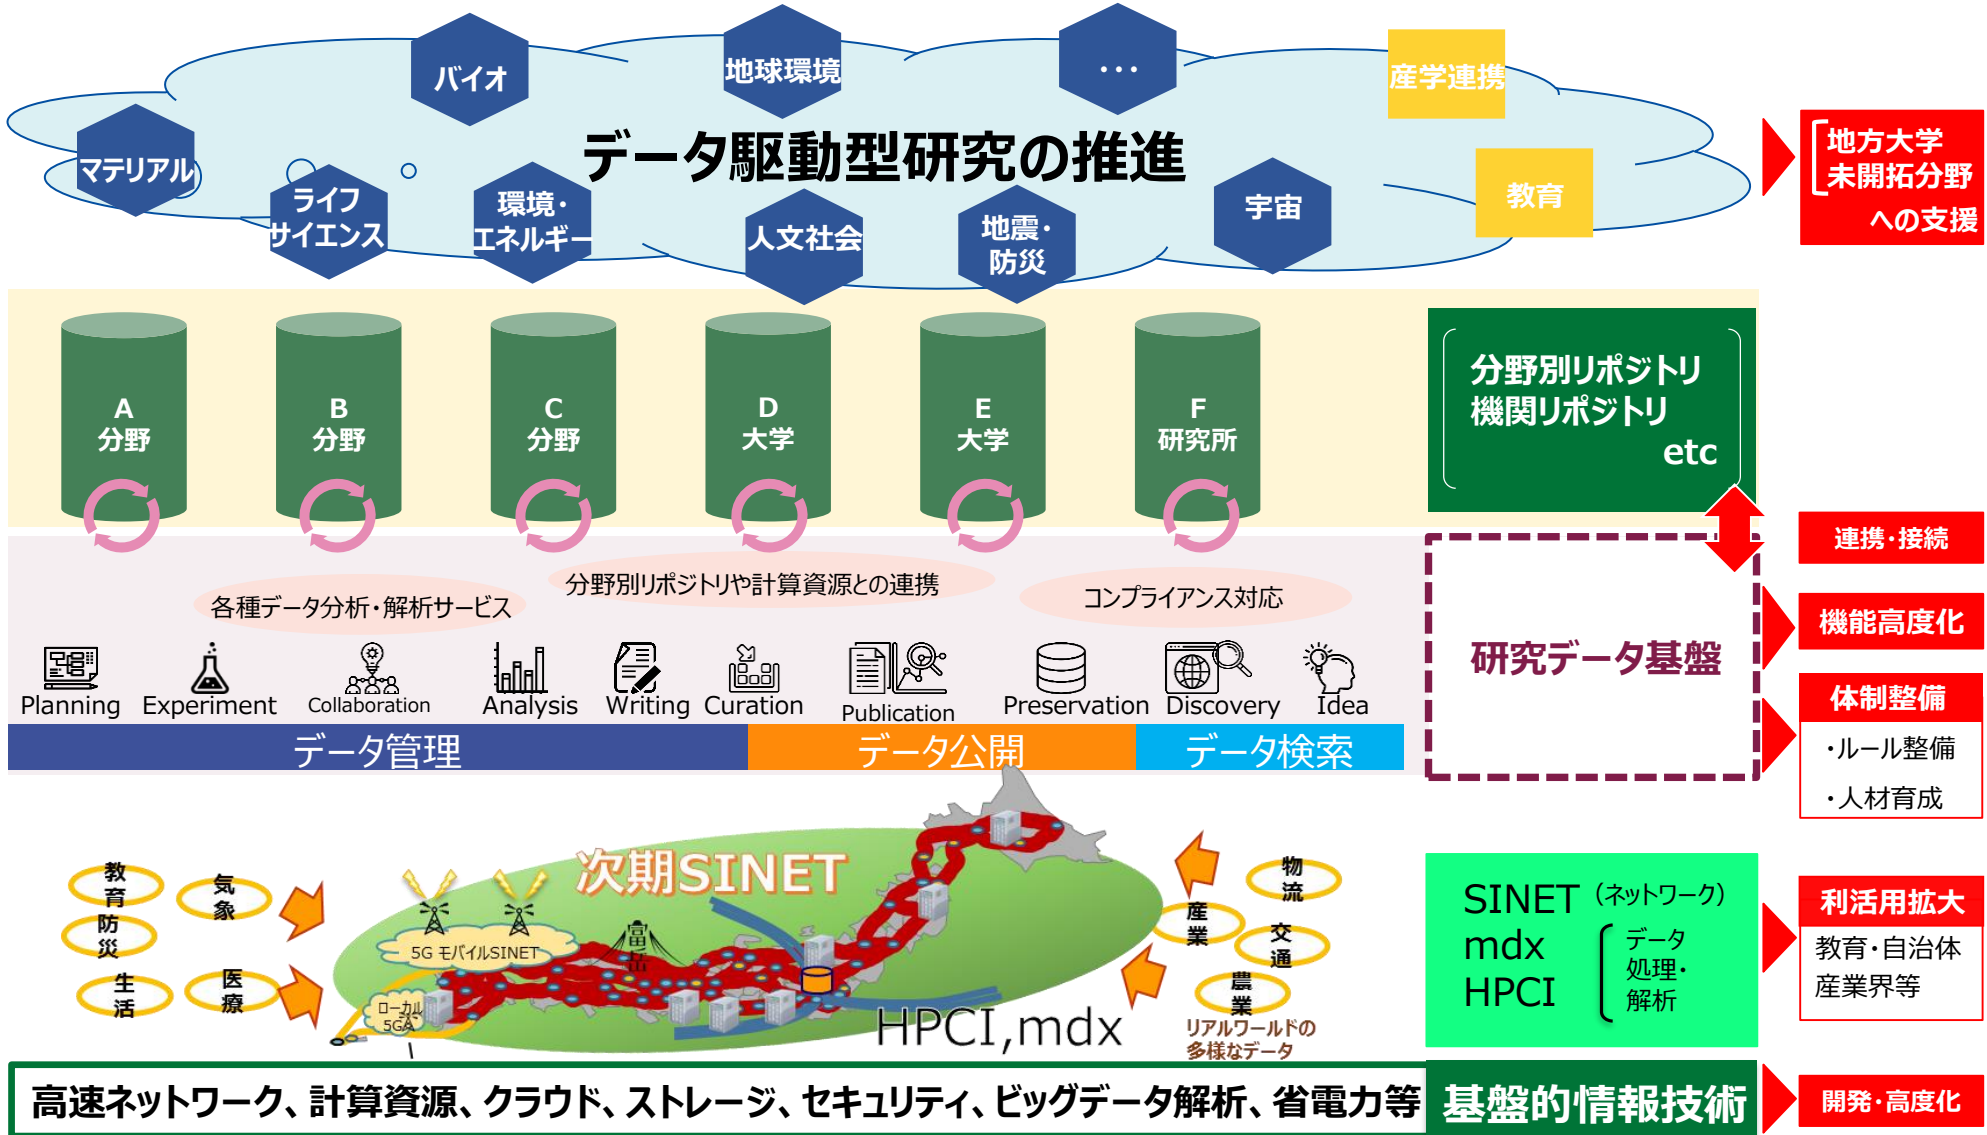 バイオ
地球環境
・・・
産学連携
データ駆動型研究の推進
マテリアル
ライフ
サイエンス
環境・
エネルギー
人文社会
地震・
防災
宇宙
教育
地方大学
未開拓分野
への支援
A
分野
B
分野
C
分野
D
大学
E
大学
F
研究所
分野別リポジトリ
機関リポジトリ
etc
連携・接続
各種データ分析・解析サービス
分野別リポジトリや計算資源との連携
コンプライアンス対応
Planning
Experiment
Collaboration
Analysis
Writing
Curation
Publication
Preservation
Discovery
Idea
データ管理
データ公開
データ検索
研究データ基盤
機能高度化
体制整備
・ルール整備
・人材育成
次期SINET
教育
気象
防災
生活
医療
5G モバイルSINET
富岳
ローカル
5G
HPCI,mdx
物流
産業
交通
農業
リアルワールドの
多様なデータ
SINET（ネットワーク）
mdx
HPCI
データ
処理・
解析
利活用拡大
教育・自治体
産業界等
高速ネットワーク、計算資源、クラウド、ストレージ、セキュリティ、ビッグデータ解析、省電力等
基盤的情報技術
開発・高度化